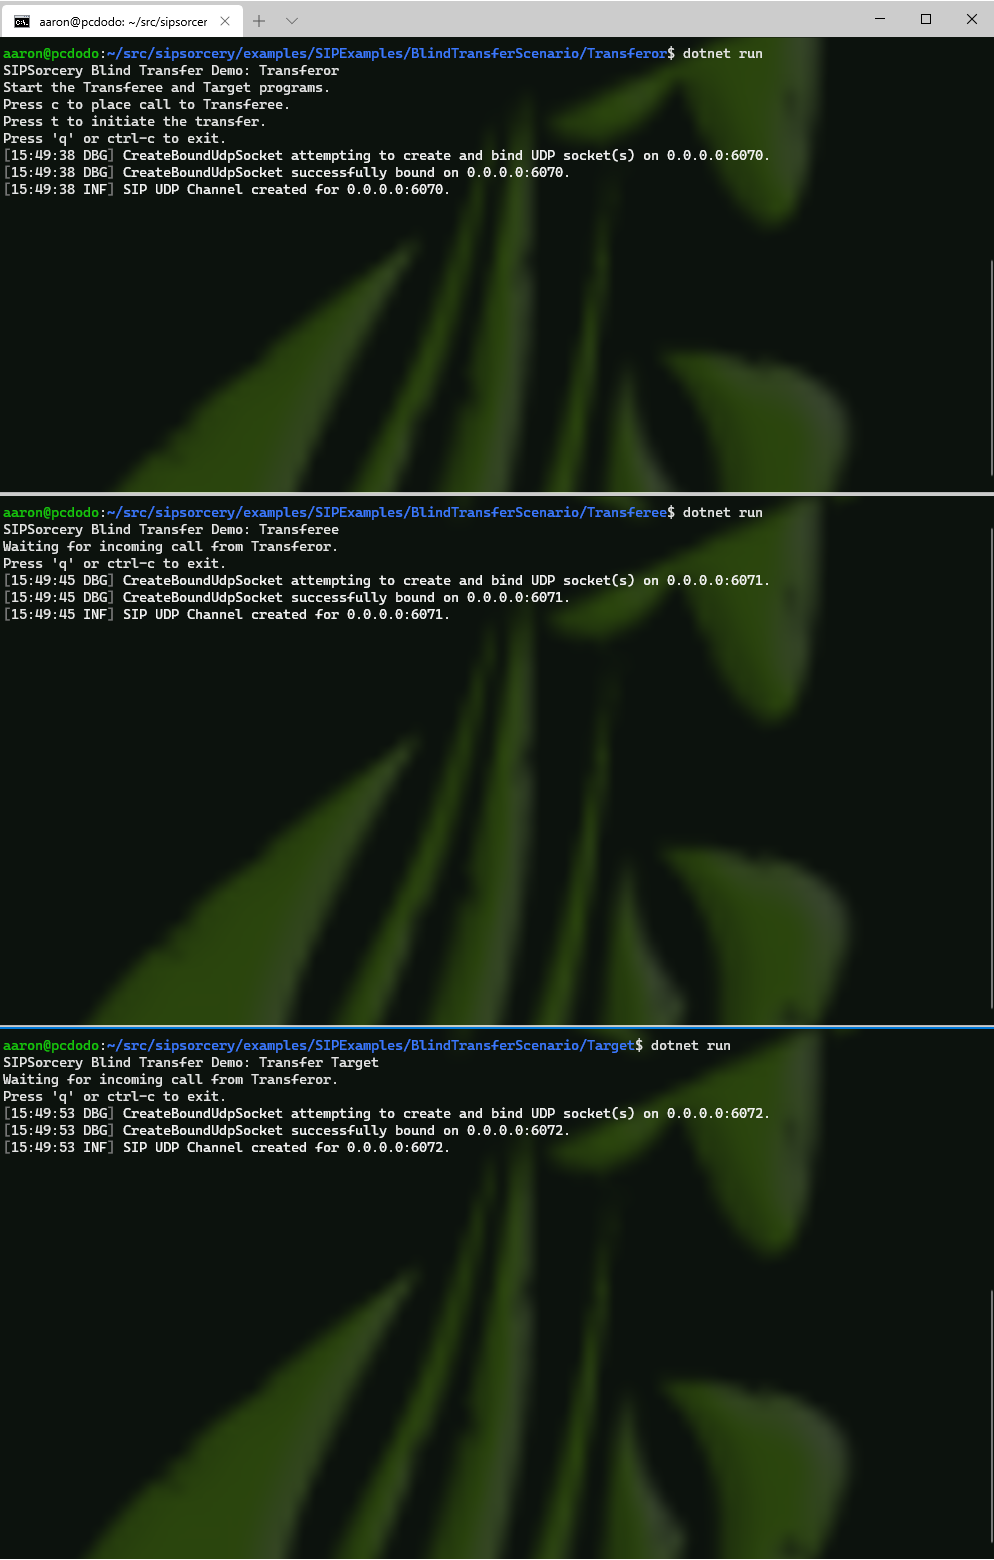 aaron@pcdodo: ~/src/sipsorcer
aaron@pcdodo:~/src/sipsorcery/examples/SIPExamples/BlindTransferScenario/Transferor$ dotnet run
SIPSorcery Blind Transfer Demo: Transferor
Start the Transferee and Target programs.
Press c to place call to Transferee.
Press t to initiate the transfer.
Press 'q' or ctrl-c to exit.
[15:49:38 DBG] CreateBoundUdpSocket attempting to create and bind UDP socket(s) on 0.0.0.0:6070.
[15:49:38 DBG] CreateBoundUdpSocket successfully bound on 0.0.0.0:6070.
[15:49:38 INF] SIP UDP Channel created for 0.0.0.0:6070.
aaron@pcdodo:~/src/sipsorcery/examples/SIPExamples/BlindTransferScenario/Transferee$ dotnet run
SIPSorcery Blind Transfer Demo: Transferee
Waiting for incoming call from Transferor.
Press 'q' or ctrl-c to exit.
[15:49:45 DBG] CreateBoundUdpSocket attempting to create and bind UDP socket(s) on 0.0.0.0:6071.
[15:49:45 DBG] CreateBoundUdpSocket successfully bound on 0.0.0.0:6071.
[15:49:45 INF] SIP UDP Channel created for 0.0.0.0:6071.
aaron@pcdodo:~/src/sipsorcery/examples/SIPExamples/BlindTransferScenario/Target$ dotnet run
SIPSorcery Blind Transfer Demo: Transfer Target
Waiting for incoming call from Transferor.
Press 'q' or ctrl-c to exit.
[15:49:53 DBG] CreateBoundUdpSocket attempting to create and bind UDP socket(s) on 0.0.0.0:6072.
[15:49:53 DBG] CreateBoundUdpSocket successfully bound on 0.0.0.0:6072.
[15:49:53 INF] SIP UDP Channel created for 0.0.0.0:6072.